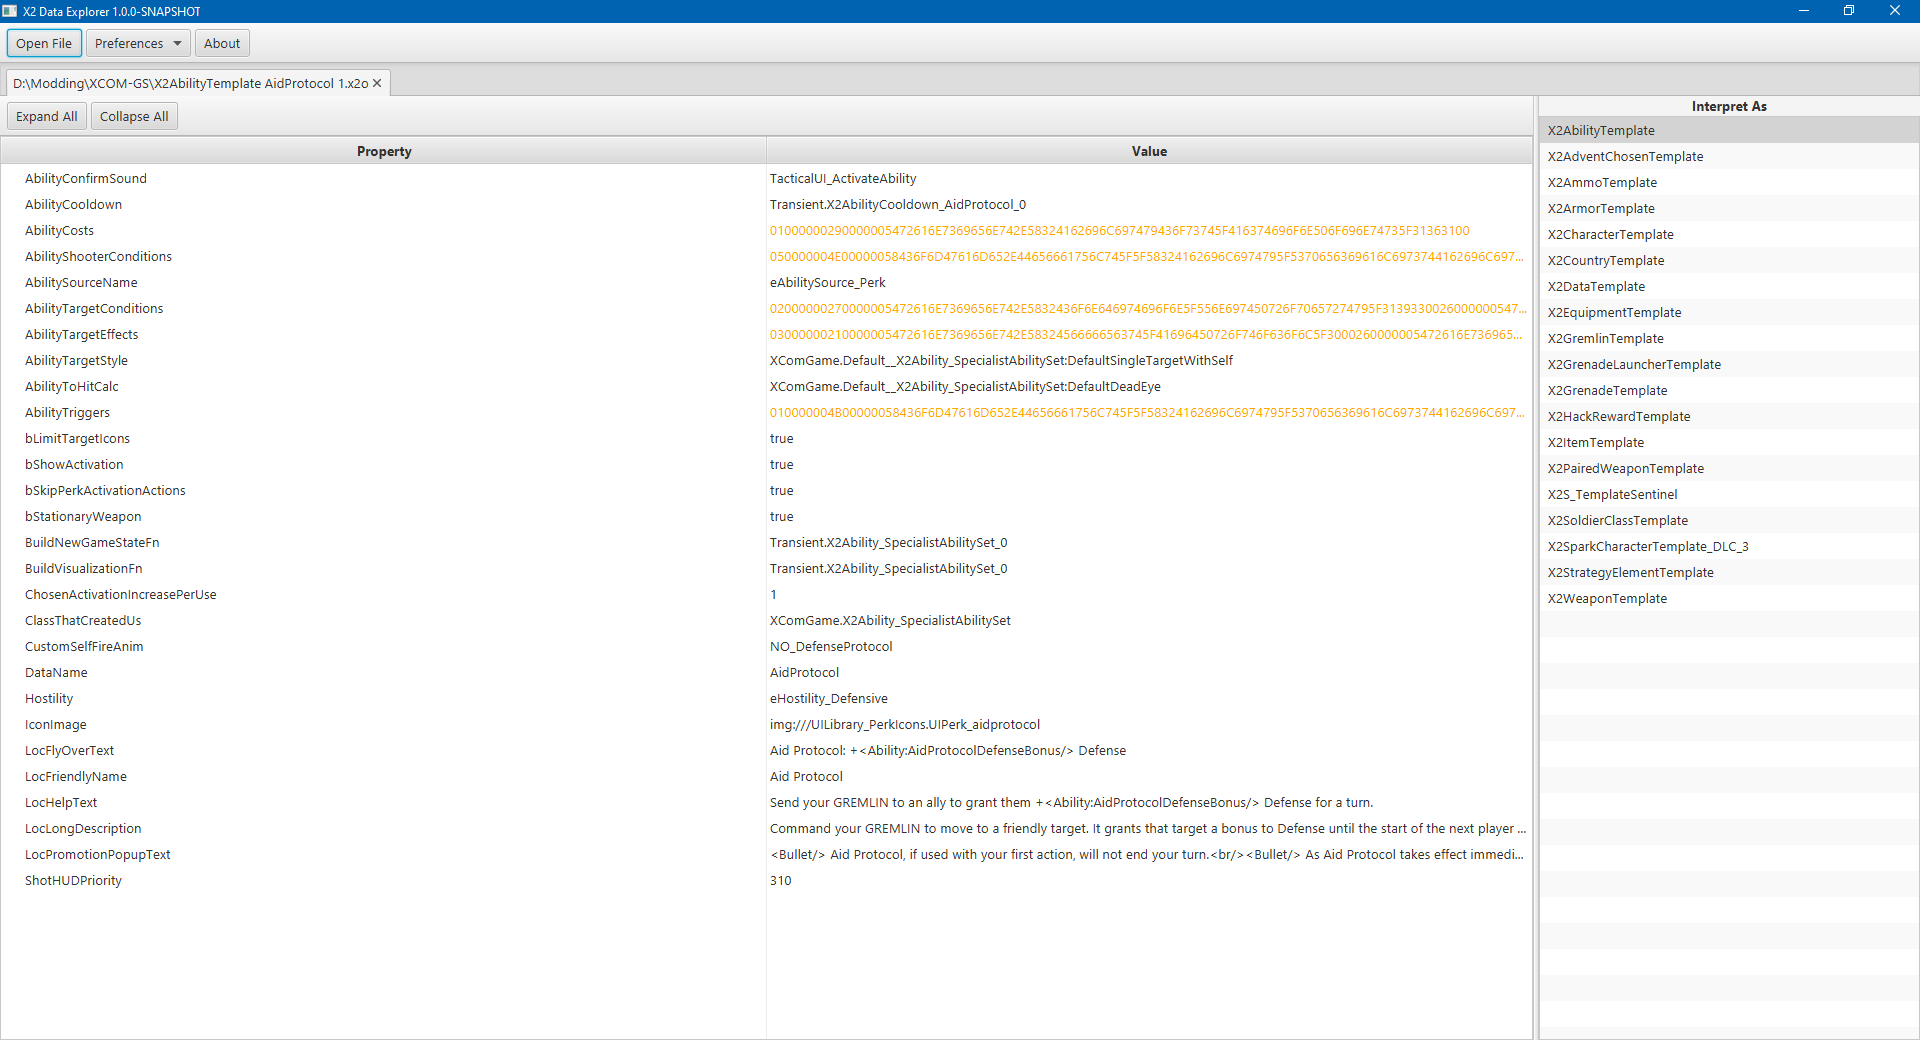 X2 Data Explorer 1.0.0-SNAPSHOT
Open File Preferences About
D:\Modding\XCOM-GS\X2AbilityTemplate AidProtocol 1.x2o
Expand All Collapse All
Property Value
AbilityConfirmSound TacticalUI_ActivateAbility
AbilityCooldown Transient.X2AbilityCooldown_AidProtocol_0
AbilityCosts 01000000290000005472616E7369656E742E58324162696C697479436F73745F416374696F6E506F696E74735F31363100
AbilityShooterConditions 050000004E00000058436F6D47616D652E44656661756C745F5F58324162696C6974795F5370656369616C6973744162696C697...
AbilitySourceName eAbilitySource_Perk
AbilityTargetConditions 02000000270000005472616E7369656E742E5832436F6E646974696F6E5F556E697450726F70657274795F3139330026000000547...
AbilityTargetEffects 03000000210000005472616E7369656E742E58324566666563745F41696450726F746F636F6C5F3000260000005472616E736965...
AbilityTargetStyle XComGame.Default__X2Ability_SpecialistAbilitySet:DefaultSingleTargetWithSelf
AbilityToHitCalc XComGame.Default__X2Ability_SpecialistAbilitySet:DefaultDeadEye
AbilityTriggers 010000004B00000058436F6D47616D652E44656661756C745F5F58324162696C6974795F5370656369616C6973744162696C697...
bLimitTargetIcons true
bShowActivation true
bSkipPerkActivationActions true
bStationaryWeapon true
BuildNewGameStateFn Transient.X2Ability_SpecialistAbilitySet_0
BuildVisualizationFn Transient.X2Ability_SpecialistAbilitySet_0
ChosenActivationIncreasePerUse 1
ClassThatCreatedUs XComGame.X2Ability_SpecialistAbilitySet
CustomSelfFireAnim NO_DefenseProtocol
DataName AidProtocol
Hostility eHostility_Defensive
IconImage img:///UILibrary_PerkIcons.UIPerk_aidprotocol
LocFlyOverText Aid Protocol: +<Ability:AidProtocolDefenseBonus/> Defense
LocFriendlyName Aid Protocol
LocHelpText Send your GREMLIN to an ally to grant them +<Ability:AidProtocolDefenseBonus/> Defense for a turn.
LocLongDescription Command your GREMLIN to move to a friendly target. It grants that target a bonus to Defense until the start of the next player ...
LocPromotionPopupText <Bullet/> Aid Protocol, if used with your first action, will not end your turn.<br/><Bullet/> As Aid Protocol takes effect immedi...
ShotHUDPriority 310
Interpret As
X2AbilityTemplate
X2AdventChosenTemplate
X2AmmoTemplate
X2ArmorTemplate
X2CharacterTemplate
X2CountryTemplate
X2DataTemplate
X2EquipmentTemplate
X2GremlinTemplate
X2GrenadeLauncherTemplate
X2GrenadeTemplate
X2HackRewardTemplate
X2ItemTemplate
X2PairedWeaponTemplate
X2S_TemplateSentinel
X2SoldierClassTemplate
X2SparkCharacterTemplate_DLC_3
X2StrategyElementTemplate
X2WeaponTemplate